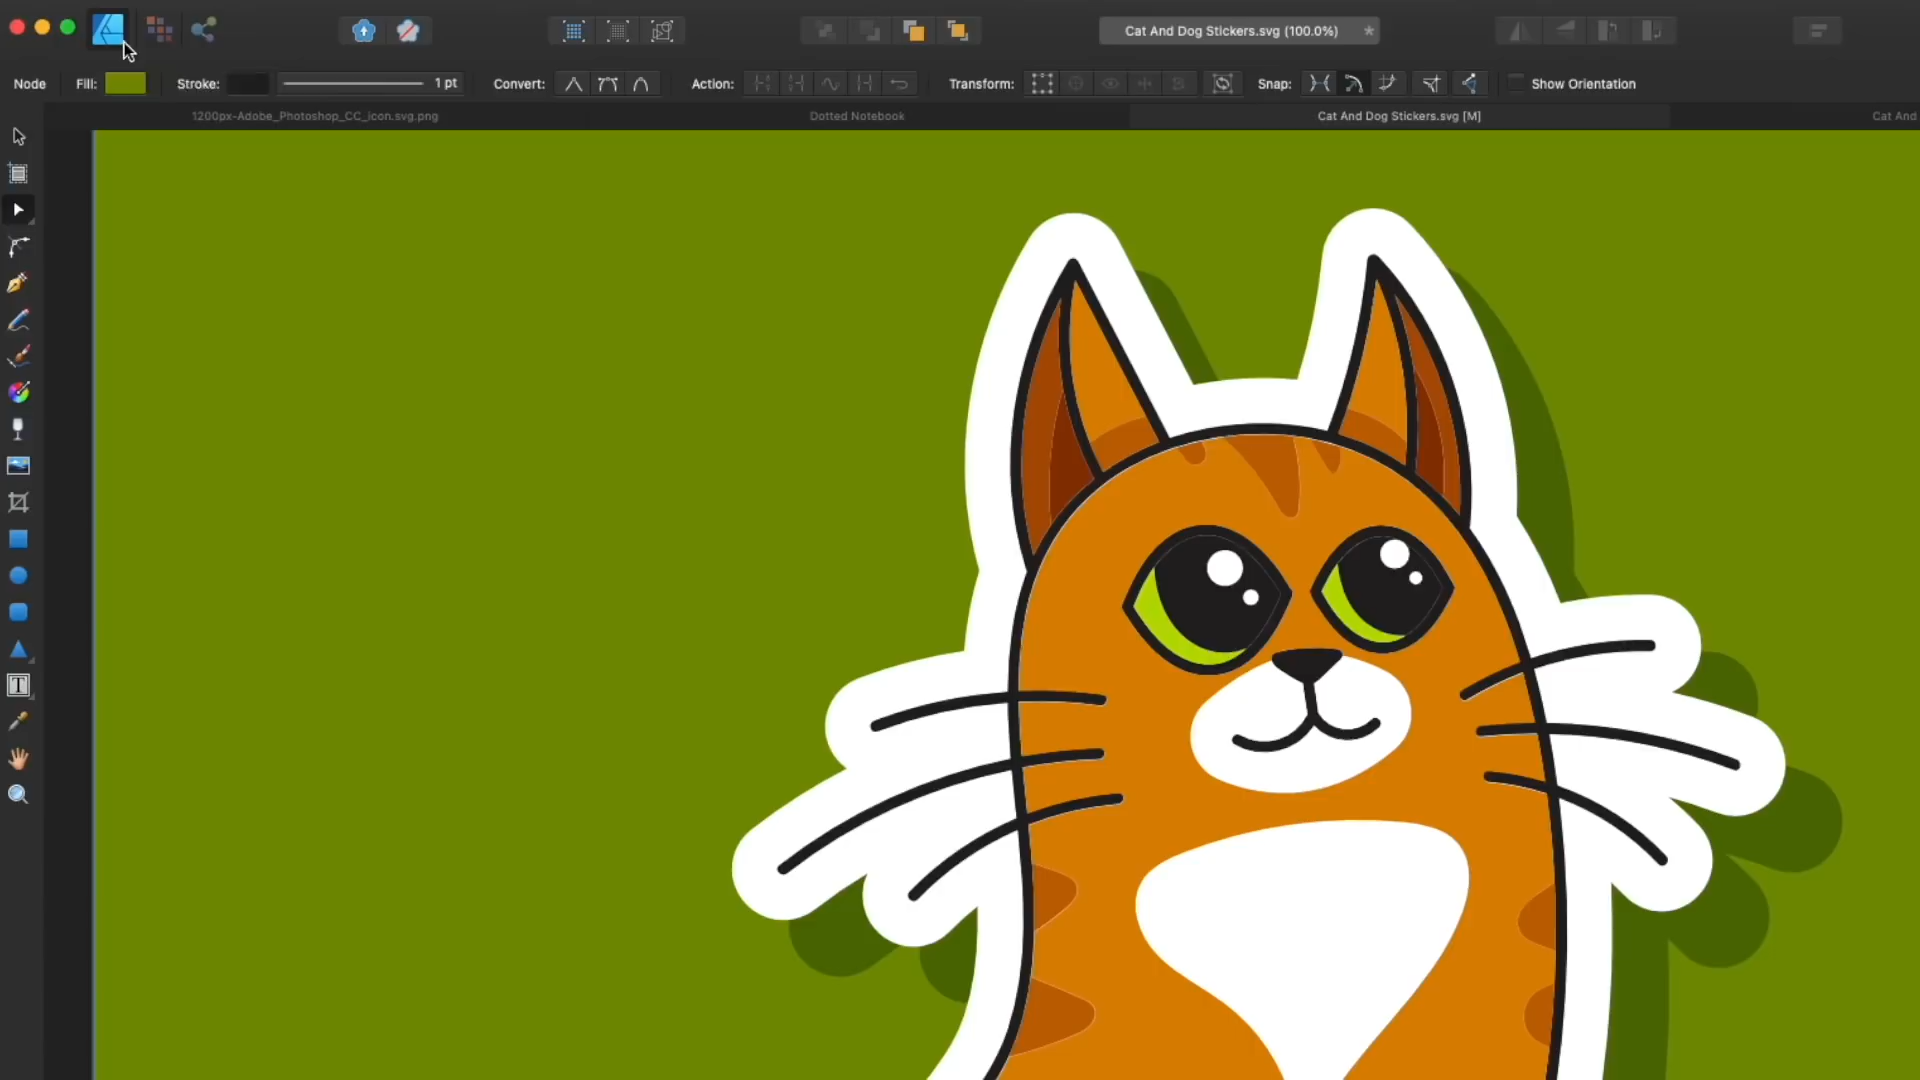 Cat And Dog Stickers.svg (100.0%)
Node Fill: Stroke: 1 pt Convert: Action: Transform: Snap: Show Orientation
1200px-Adobe_Photoshop_CC_icon.svg.png Dotted Notebook Cat And Dog Stickers.svg [M] Cat And
T